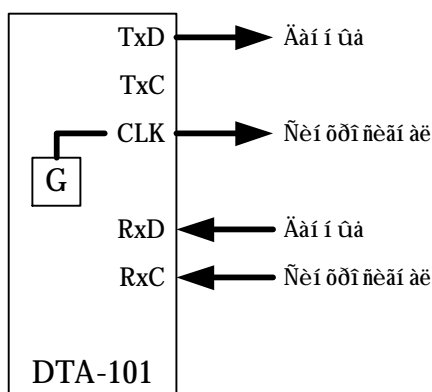 TxD Äàí í ûå
TxC
CLK Ñèí õðî ñèãí àë
G
RxD Äàí í ûå
RxC Ñèí õðî ñèãí àë
DTA-101